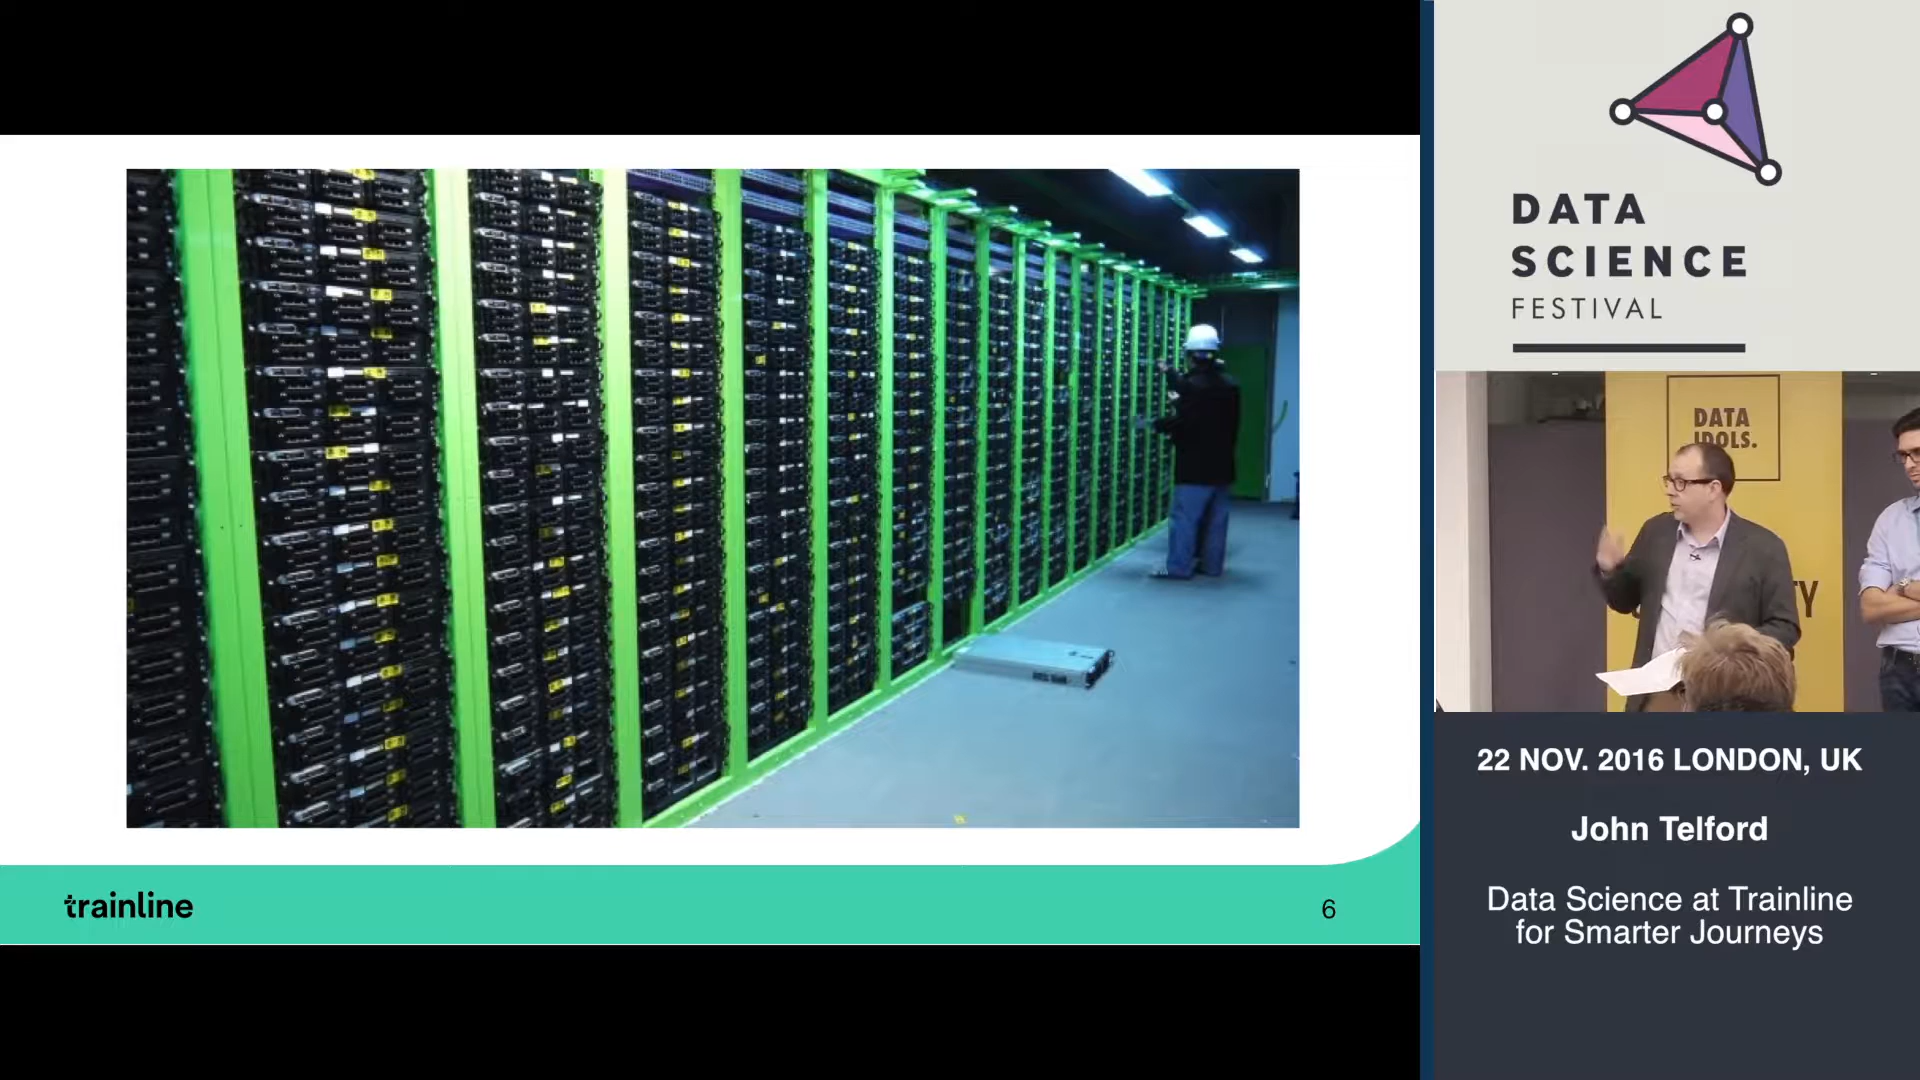 trainline
6
DATA
SCIENCE
FESTIVAL
DATA
IDOLS.
TY
22 NOV. 2016 LONDON, UK
John Telford
Data Science at Trainline
for Smarter Journeys